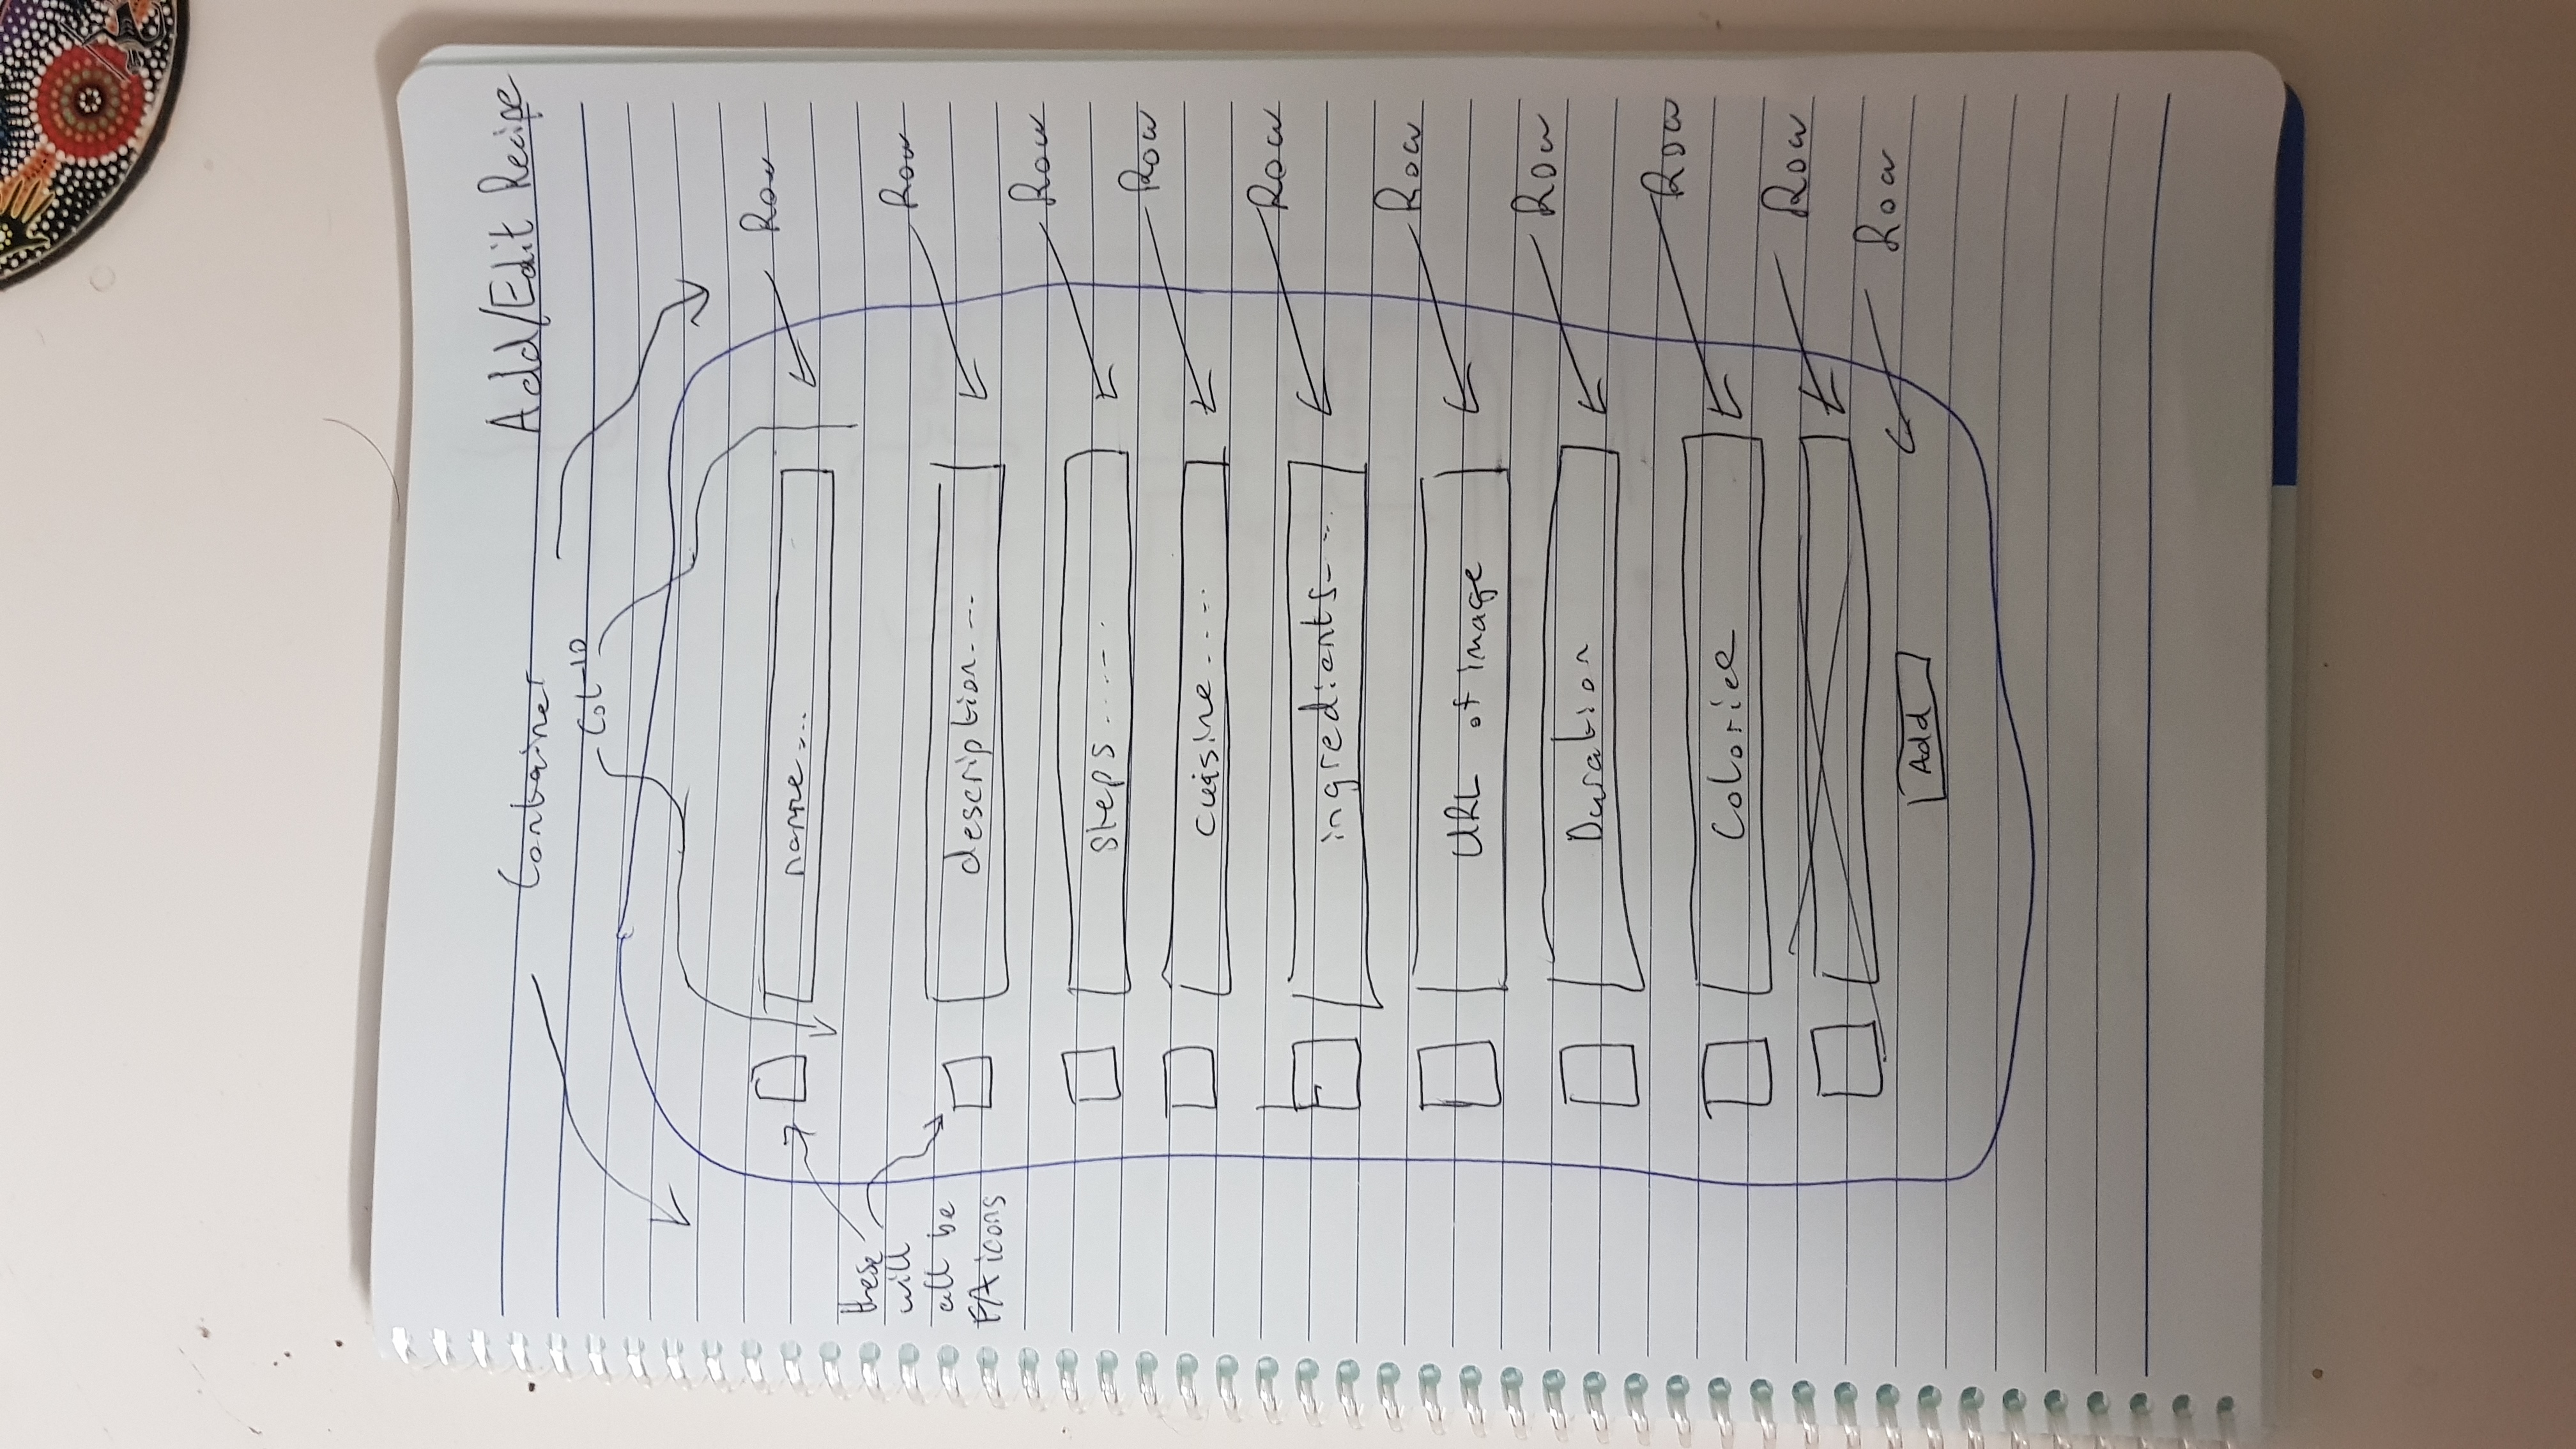 Add/Edit Recipe
Container
Col-10
name...
Row
these
will
all be
FA icons
description....
Row
steps......
Row
cuisine.....
Row
ingredients....
Row
URL of image
Row
Duration
Row
Caloriee
Row
Row
Add
Row